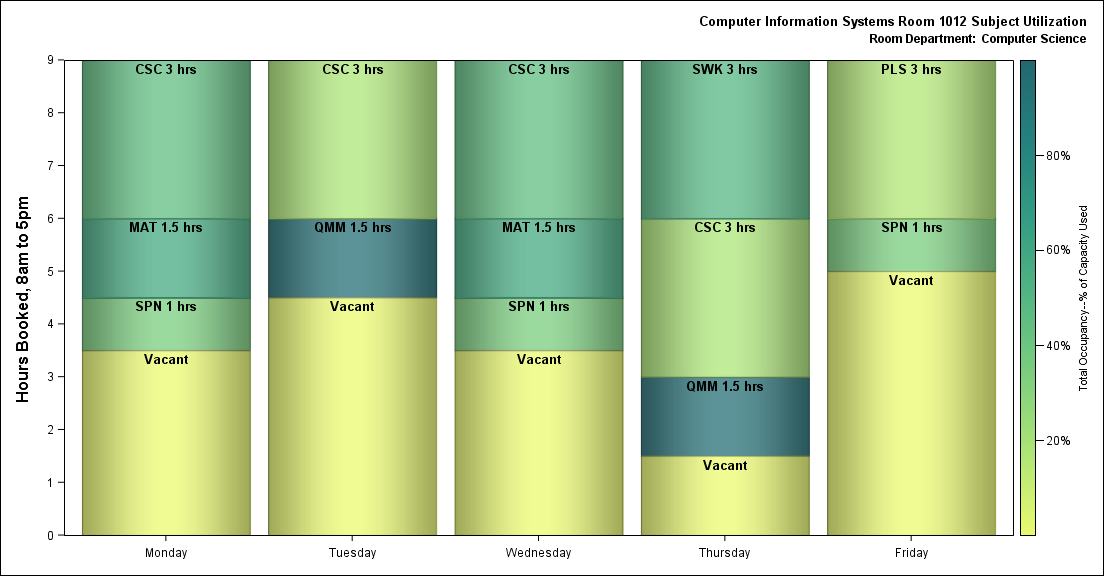 Computer Information Systems Room 1012 Subject Utilization
Room Department: Computer Science
Hours Booked, 8am to 5pm
9
8
7
6
5
4
3
2
1
0
CSC 3 hrs
MAT 1.5 hrs
SPN 1 hrs
Vacant
Monday
CSC 3 hrs
QMM 1.5 hrs
Vacant
Tuesday
CSC 3 hrs
MAT 1.5 hrs
SPN 1 hrs
Vacant
Wednesday
SWK 3 hrs
CSC 3 hrs
QMM 1.5 hrs
Vacant
Thursday
PLS 3 hrs
SPN 1 hrs
Vacant
Friday
80%
60%
40%
20%
Total Occupancy--% of Capacity Used